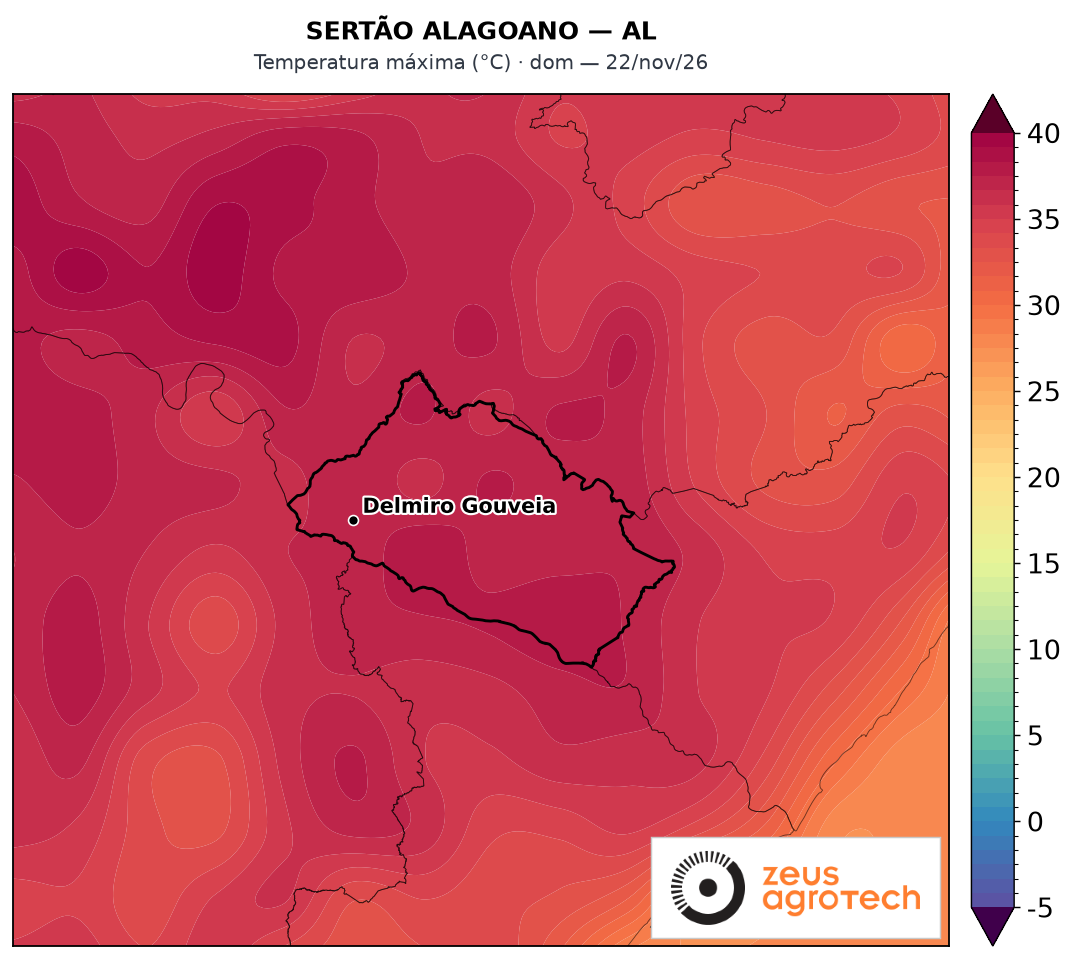 SERTÃO ALAGOANO — AL
Temperatura máxima (°C) · dom — 22/nov/26
40
35
30
25
20
15
10
5
0
-5
Delmiro Gouveia
zeus
agrotech